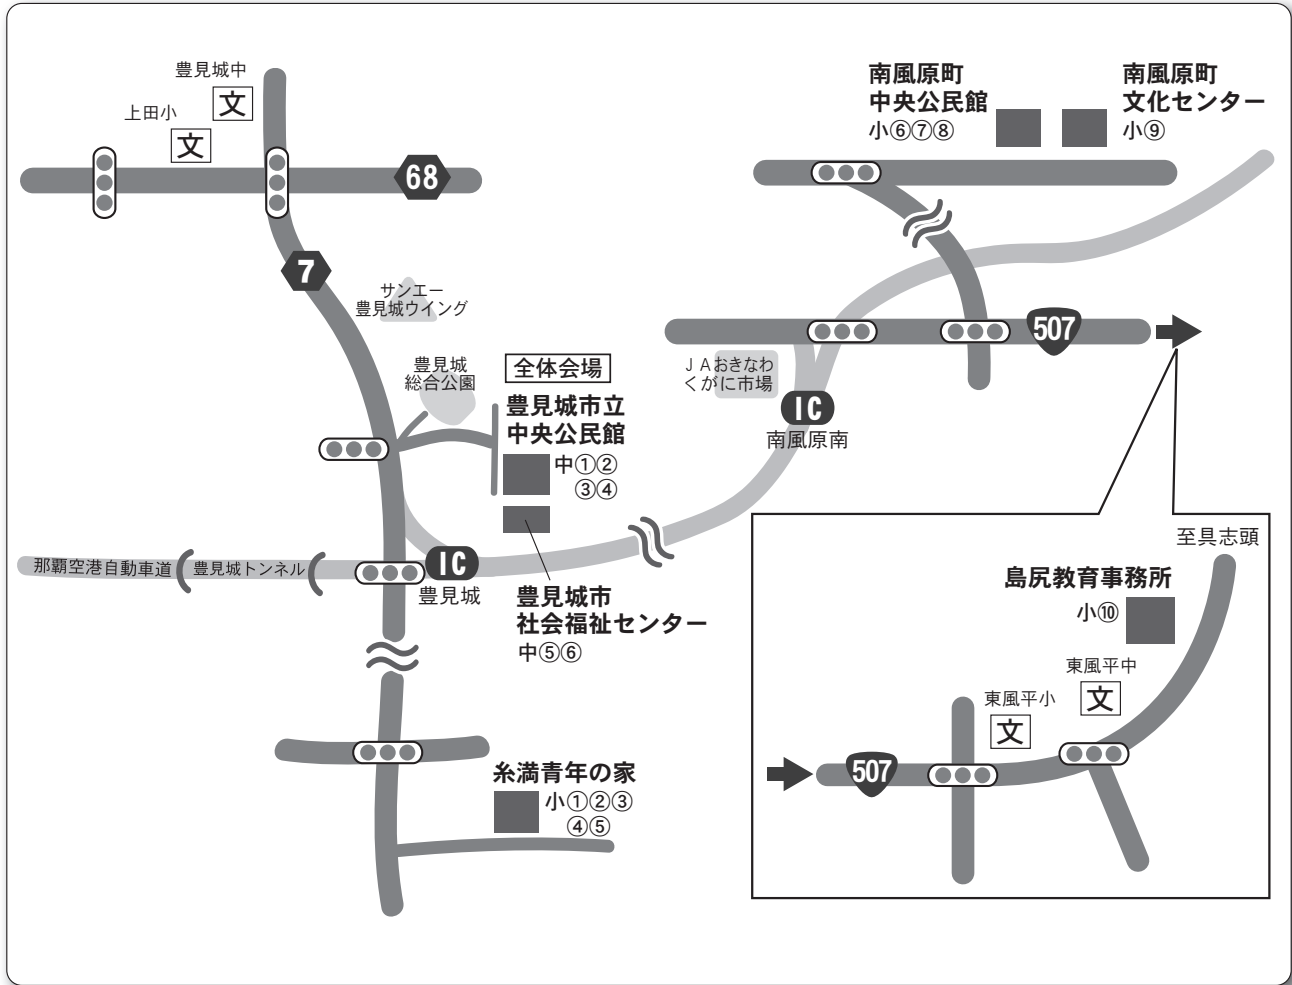 豊見城中
文
上田小
文
68
7
サンエー
豊見城ウイング
豊見城
総合公園
全体会場
豊見城市立
中央公民館
中①②
③④
那覇空港自動車道
豊見城トンネル
IC
豊見城
豊見城市
社会福祉センター
中⑤⑥
糸満青年の家
小①②③
④⑤
南風原町
中央公民館
小⑥⑦⑧
南風原町
文化センター
小⑨
507
JAおきなわ
くがに市場
IC
南風原南
至具志頭
島尻教育事務所
小⑩
東風平中
文
東風平小
文
507